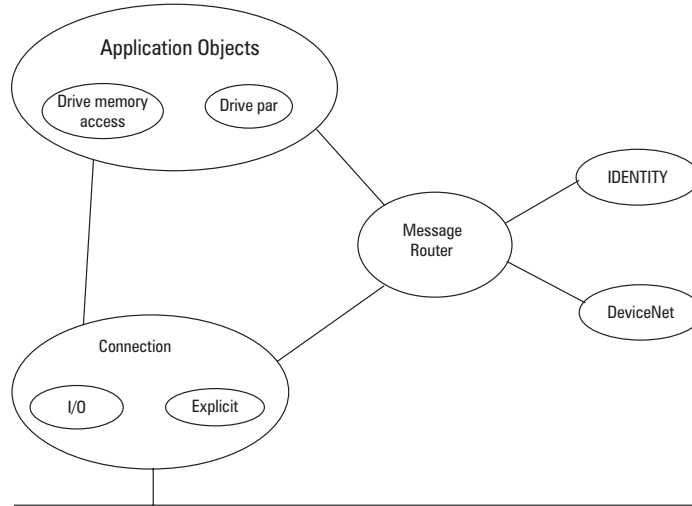 Application Objects
Drive memory
access
Drive par
IDENTITY
Message
Router
DeviceNet
Connection
I/O
Explicit